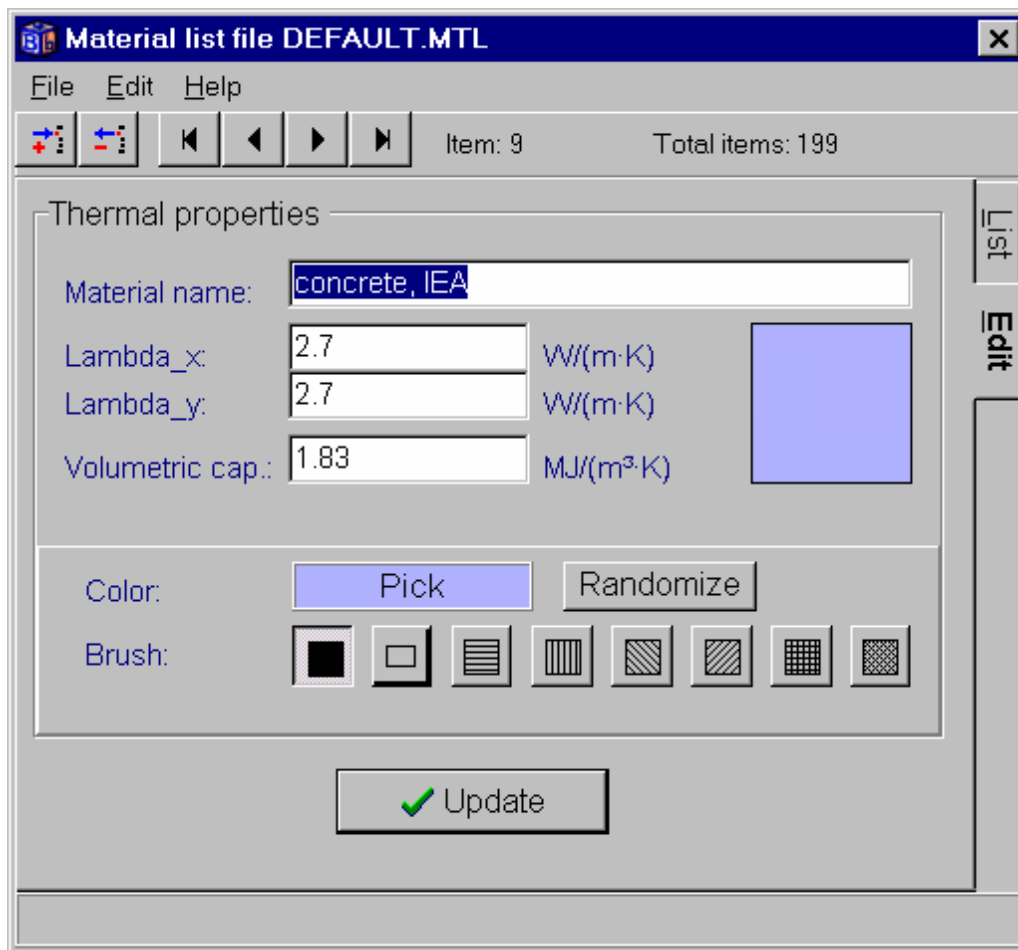 Material list file DEFAULT.MTL
File Edit Help
Item: 9 Total items: 199
List
Edit
Thermal properties
Material name: concrete, IEA
Lambda_x: 2.7 W/(m·K)
Lambda_y: 2.7 W/(m·K)
Volumetric cap.: 1.83 MJ/(m³·K)
Color: Pick Randomize
Brush:
Update